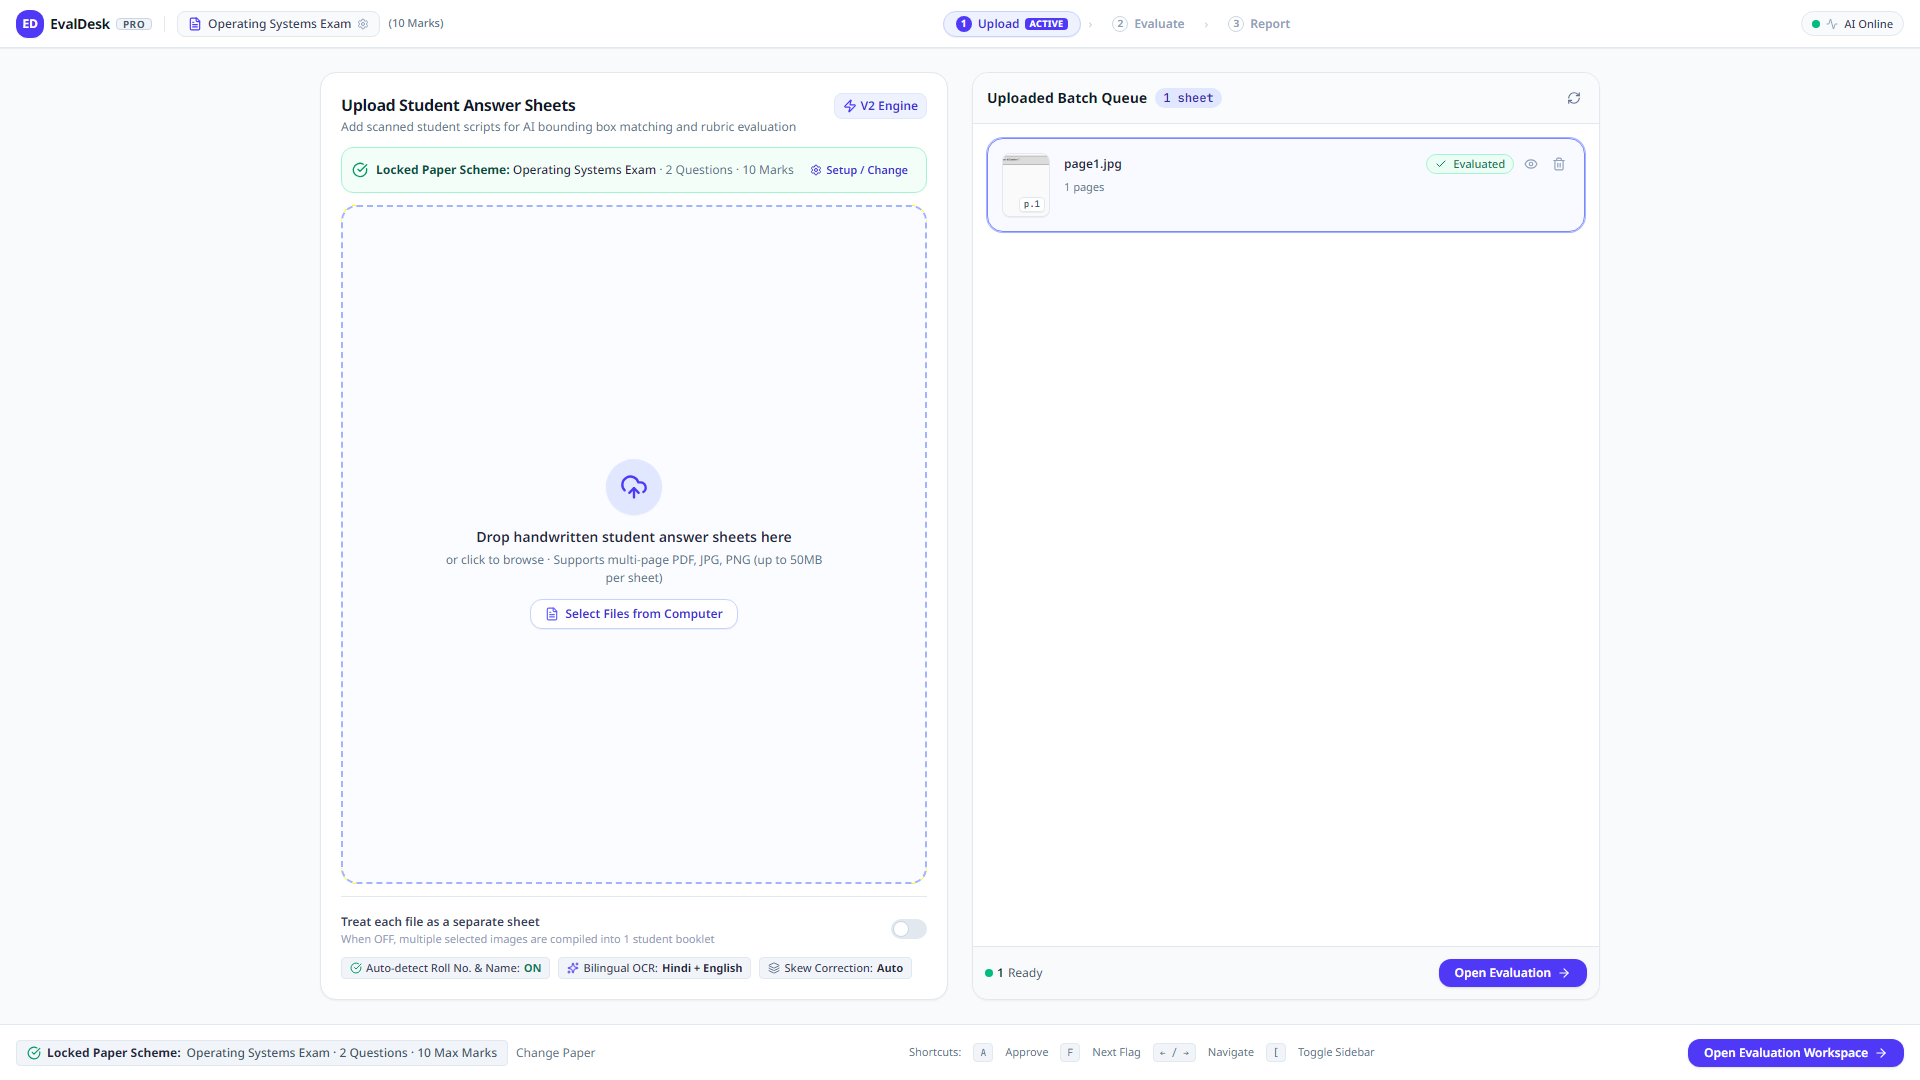 ED EvalDesk PRO Operating Systems Exam (10 Marks) 1 Upload ACTIVE › 2 Evaluate › 3 Report AI Online
Upload Student Answer Sheets
V2 Engine
Add scanned student scripts for AI bounding box matching and rubric evaluation
Locked Paper Scheme: Operating Systems Exam · 2 Questions · 10 Marks Setup / Change
Drop handwritten student answer sheets here
or click to browse · Supports multi-page PDF, JPG, PNG (up to 50MB
per sheet)
Select Files from Computer
Treat each file as a separate sheet
When OFF, multiple selected images are compiled into 1 student booklet
Auto-detect Roll No. & Name: ON Bilingual OCR: Hindi + English Skew Correction: Auto
Uploaded Batch Queue 1 sheet
page1.jpg Evaluated
1 pages
p.1
1 Ready Open Evaluation →
Locked Paper Scheme: Operating Systems Exam · 2 Questions · 10 Max Marks Change Paper Shortcuts: A Approve F Next Flag ← / → Navigate [ Toggle Sidebar Open Evaluation Workspace →